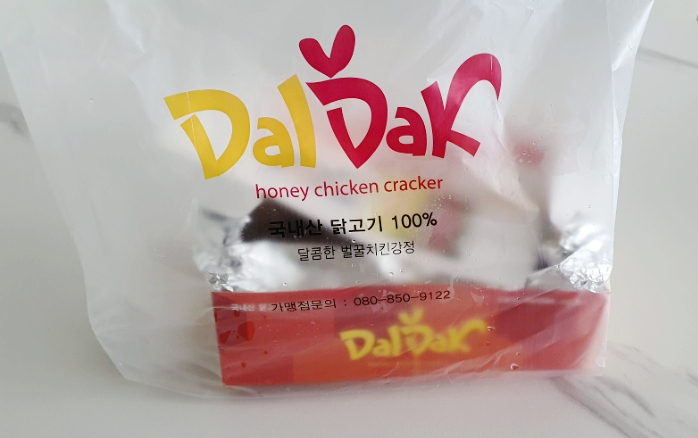 DalDak
honey chicken cracker
국내산 닭고기 100%
달콤한 벌꿀치킨강정
가맹점문의 : 080-850-9122
DalDak